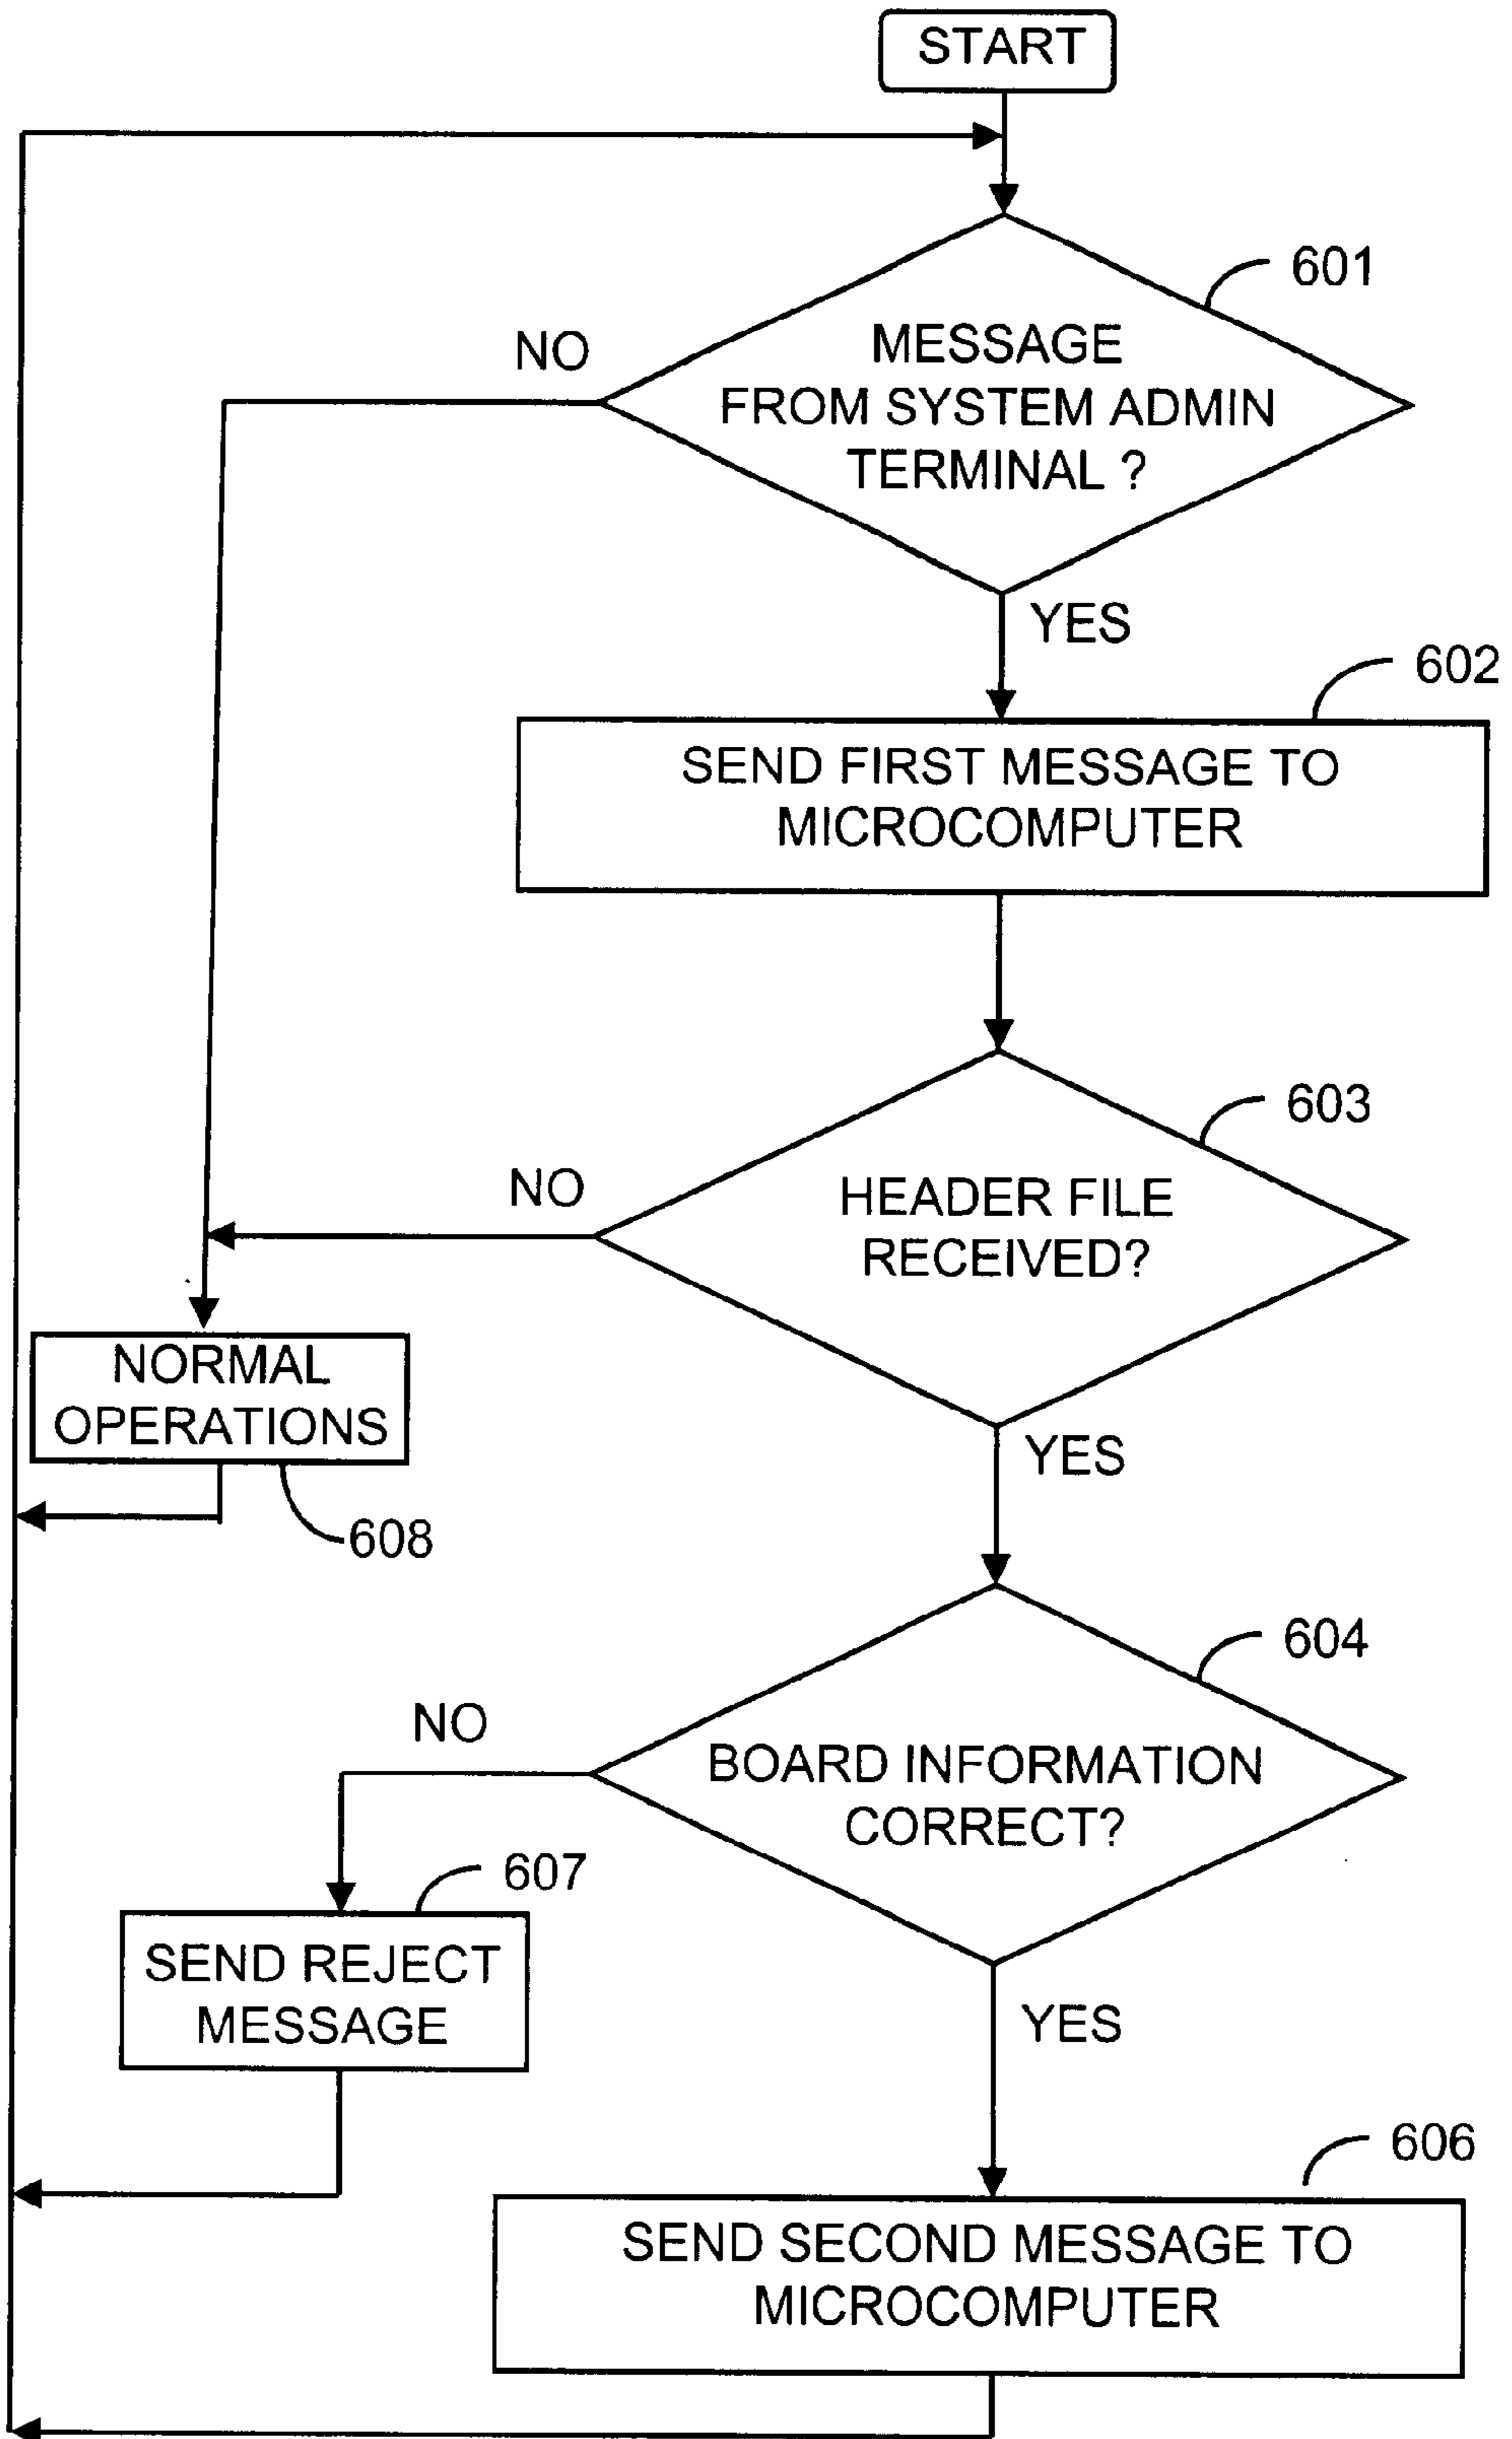 START
601
NO
MESSAGE
FROM SYSTEM ADMIN
TERMINAL ?
YES
602
SEND FIRST MESSAGE TO
MICROCOMPUTER
603
NO
HEADER FILE
RECEIVED?
NORMAL
OPERATIONS
YES
608
604
NO
BOARD INFORMATION
CORRECT?
607
SEND REJECT
MESSAGE
YES
606
SEND SECOND MESSAGE TO
MICROCOMPUTER